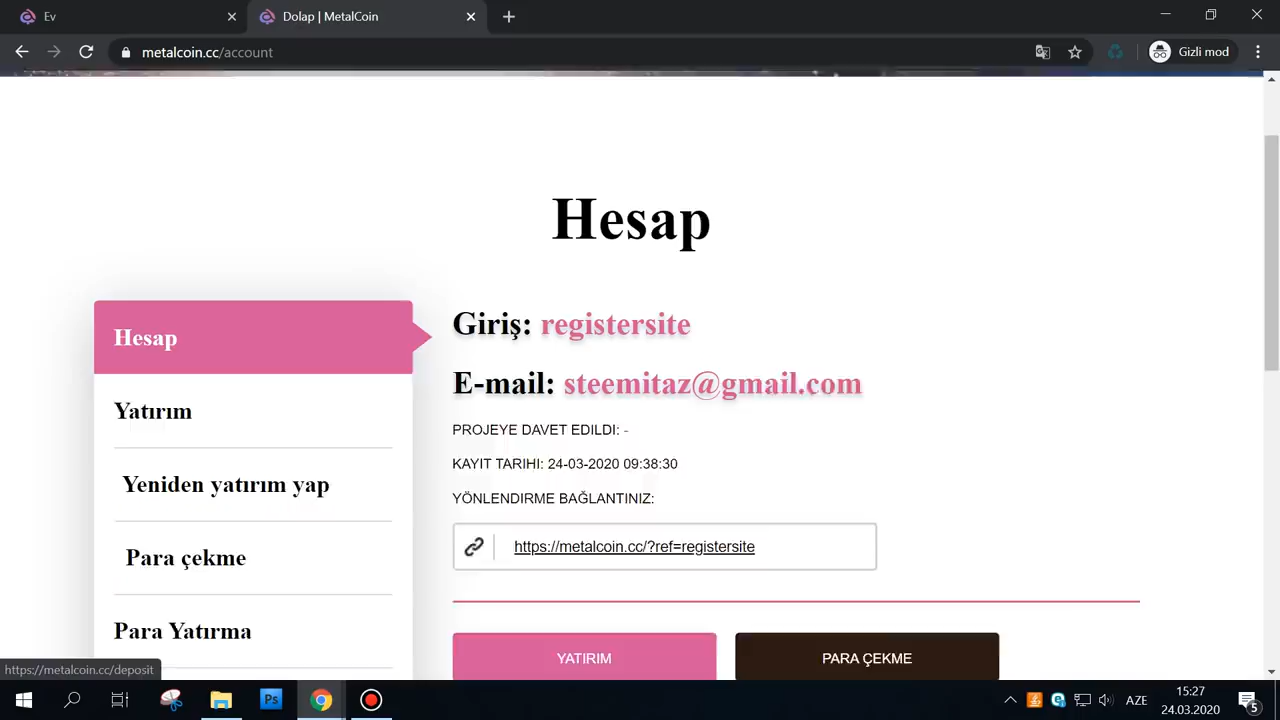 Ev
Dolap | MetalCoin
metalcoin.cc/account
Gizli mod
Hesap
Hesap
Yatırım
Yeniden yatırım yap
Para çekme
Para Yatırma
Giriş: registersite
E-mail: steemitaz@gmail.com
PROJEYE DAVET EDILDI: -
KAYIT TARIHI: 24-03-2020 09:38:30
YÖNLENDIRME BAĞLANTINIZ:
https://metalcoin.cc/?ref=registersite
YATIRIM
PARA ÇEKME
https://metalcoin.cc/deposit
Ps
AZE
15:27
24.03.2020
5